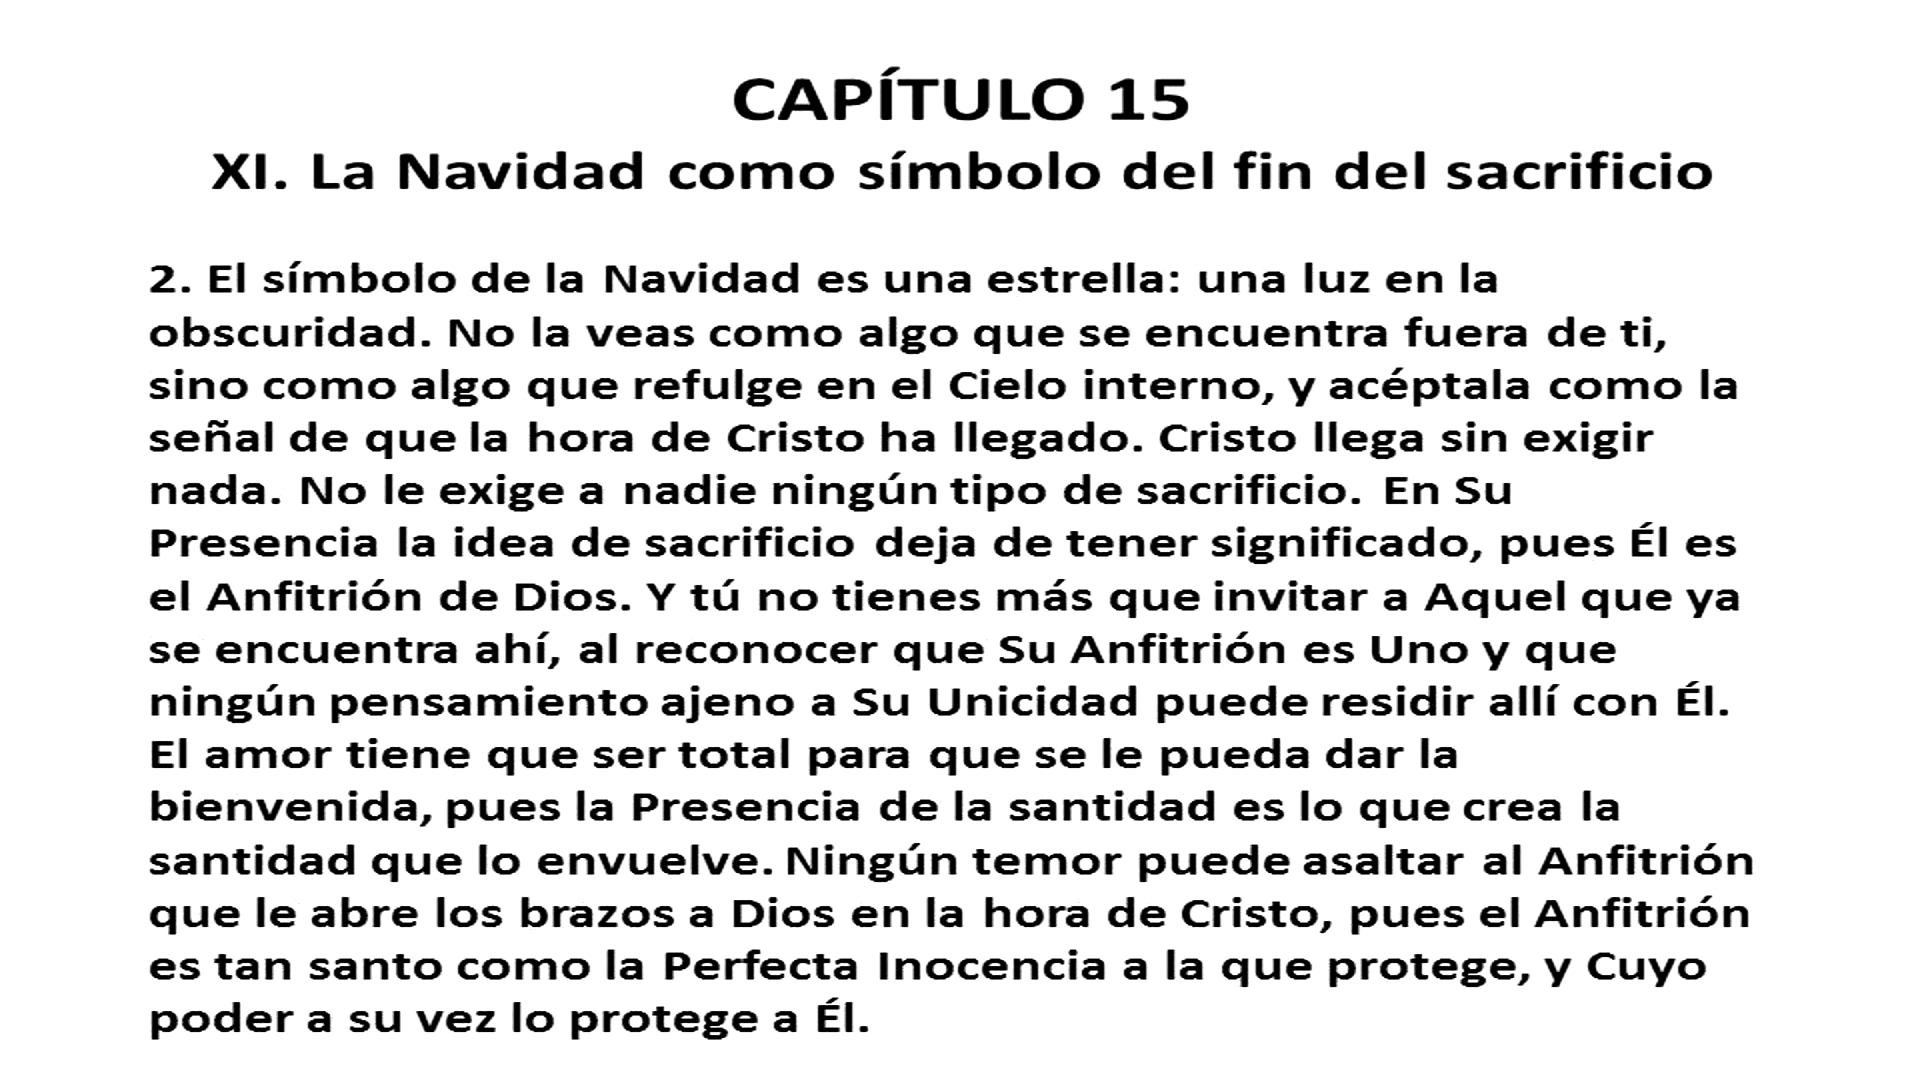 CAPÍTULO 15
XI. La Navidad como símbolo del fin del sacrificio
2. El símbolo de la Navidad es una estrella: una luz en la
obscuridad. No la veas como algo que se encuentra fuera de ti,
sino como algo que refulge en el Cielo interno, y acéptala como la
señal de que la hora de Cristo ha llegado. Cristo llega sin exigir
nada. No le exige a nadie ningún tipo de sacrificio. En Su
Presencia la idea de sacrificio deja de tener significado, pues Él es
el Anfitrión de Dios. Y tú no tienes más que invitar a Aquel que ya
se encuentra ahí, al reconocer que Su Anfitrión es Uno y que
ningún pensamiento ajeno a Su Unicidad puede residir allí con Él.
El amor tiene que ser total para que se le pueda dar la
bienvenida, pues la Presencia de la santidad es lo que crea la
santidad que lo envuelve. Ningún temor puede asaltar al Anfitrión
que le abre los brazos a Dios en la hora de Cristo, pues el Anfitrión
es tan santo como la Perfecta Inocencia a la que protege, y Cuyo
poder a su vez lo protege a Él.